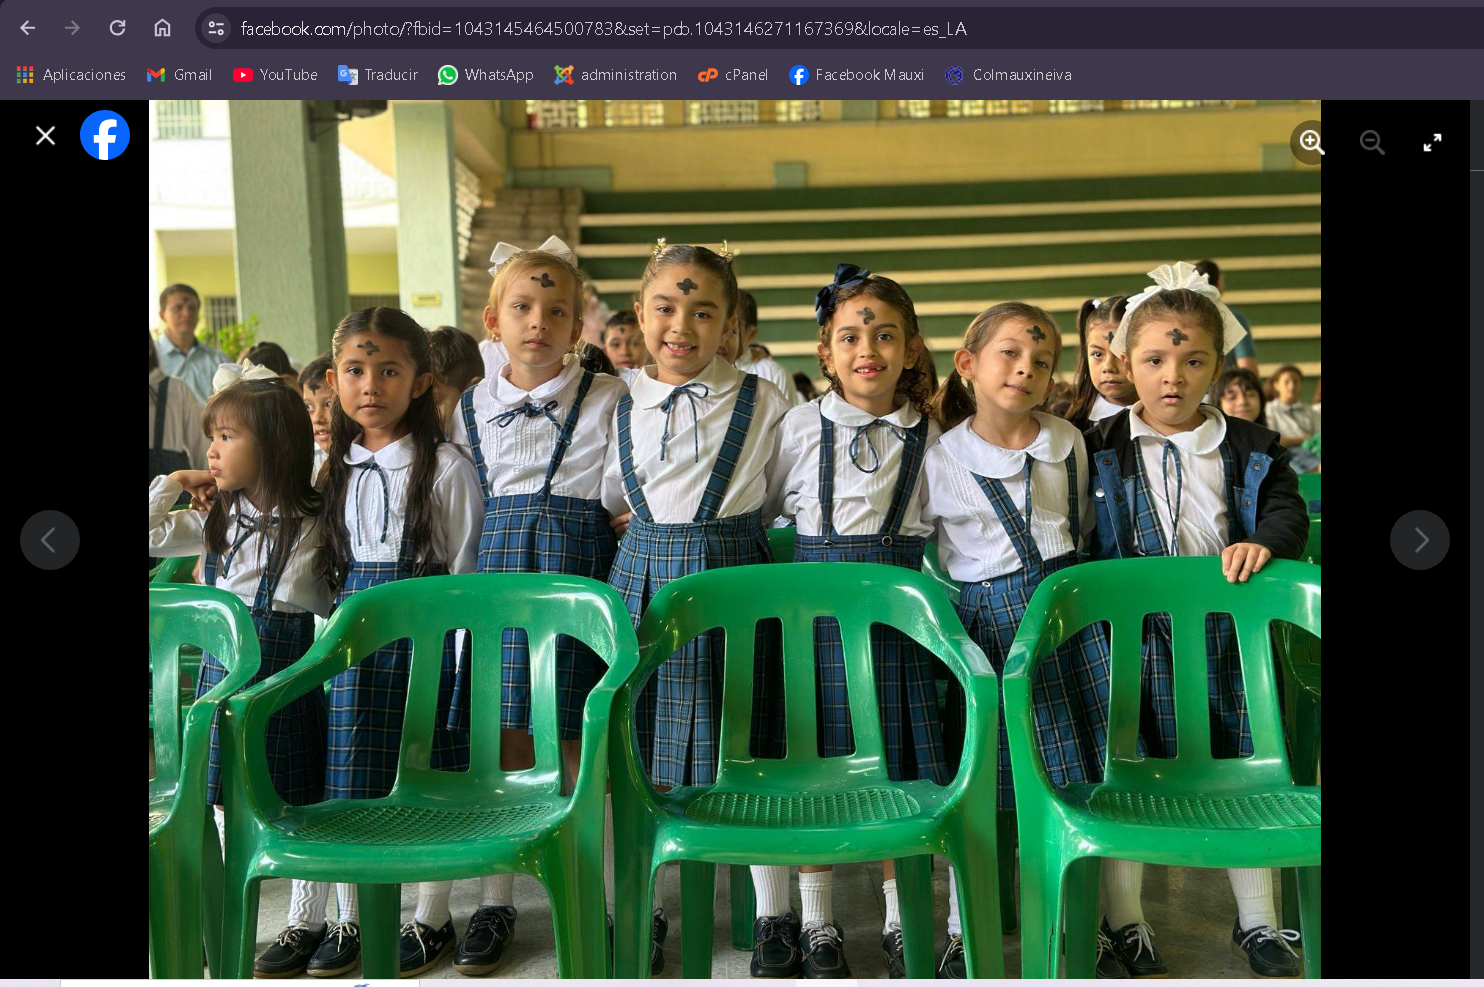 facebook.com/photo/?fbid=1043145464500783&set=pcb.1043146271167369&locale=es_LA
Aplicaciones
Gmail
YouTube
Traducir
WhatsApp
administration
cPanel
Facebook Mauxi
Colmauxineiva